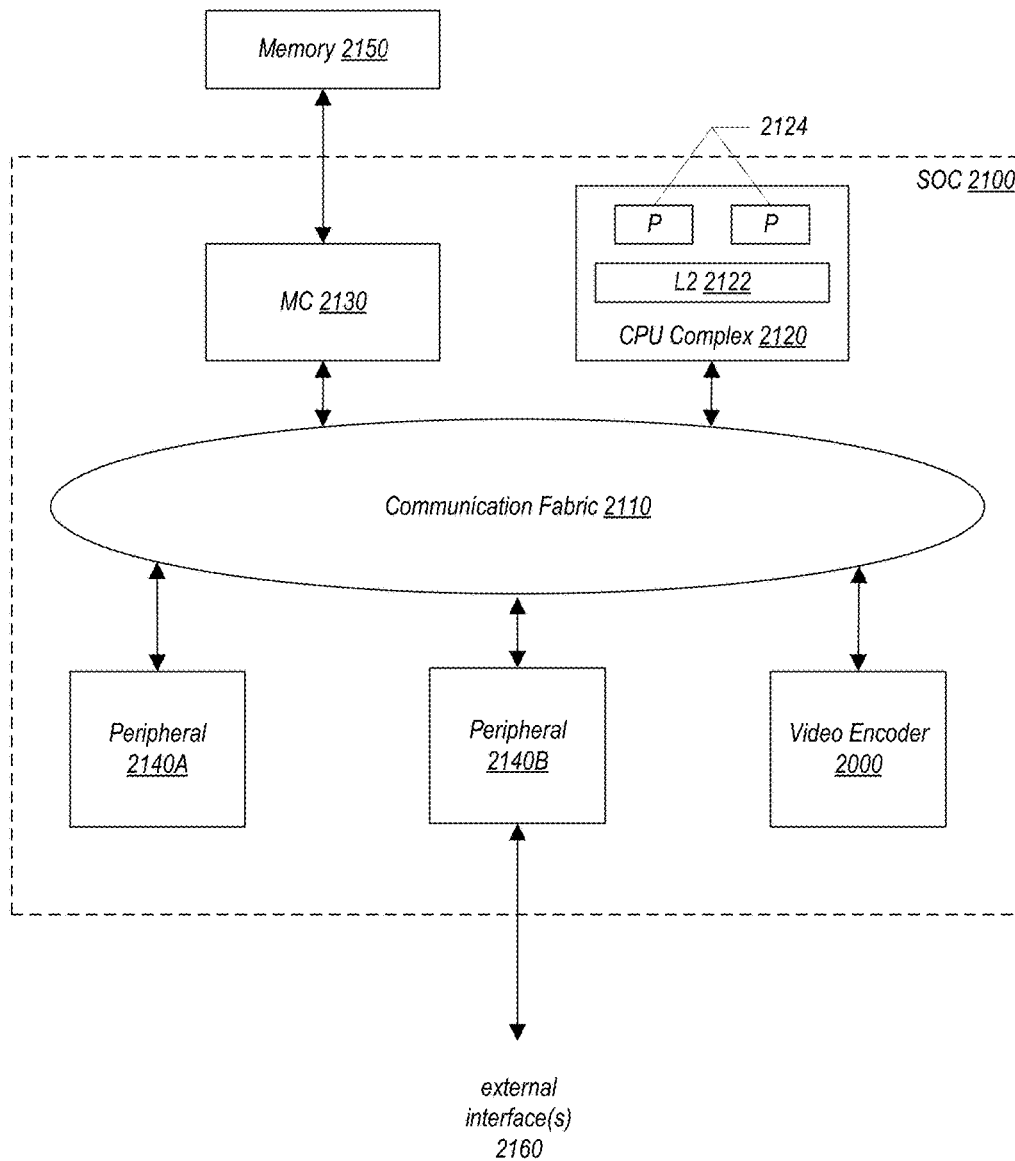 Memory 2150
2124
SOC 2100
P P
MC 2130
L2 2122
CPU Complex 2120
Communication Fabric 2110
Peripheral
2140A
Peripheral
2140B
Video Encoder
2000
external
interface(s)
2160